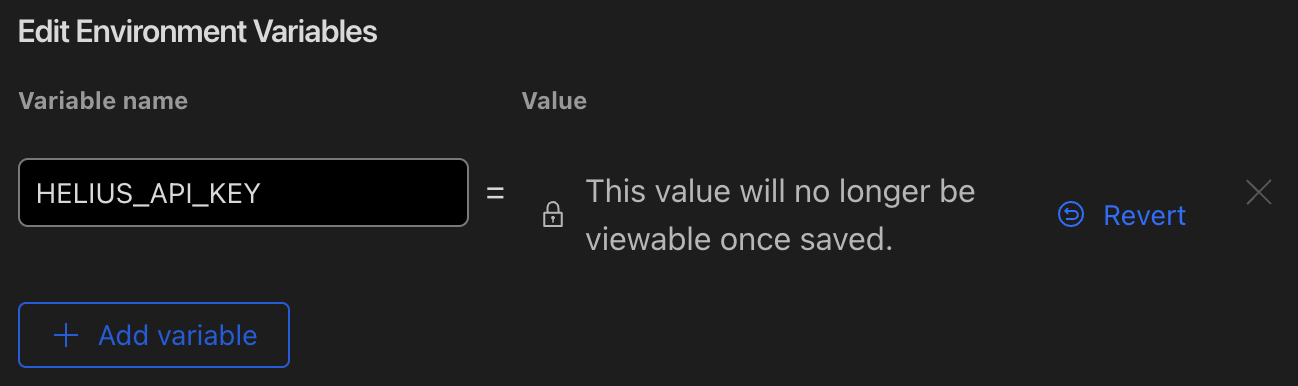 Edit Environment Variables
Variable name
Value
HELIUS_API_KEY
=
This value will no longer be
viewable once saved.
Revert
+ Add variable